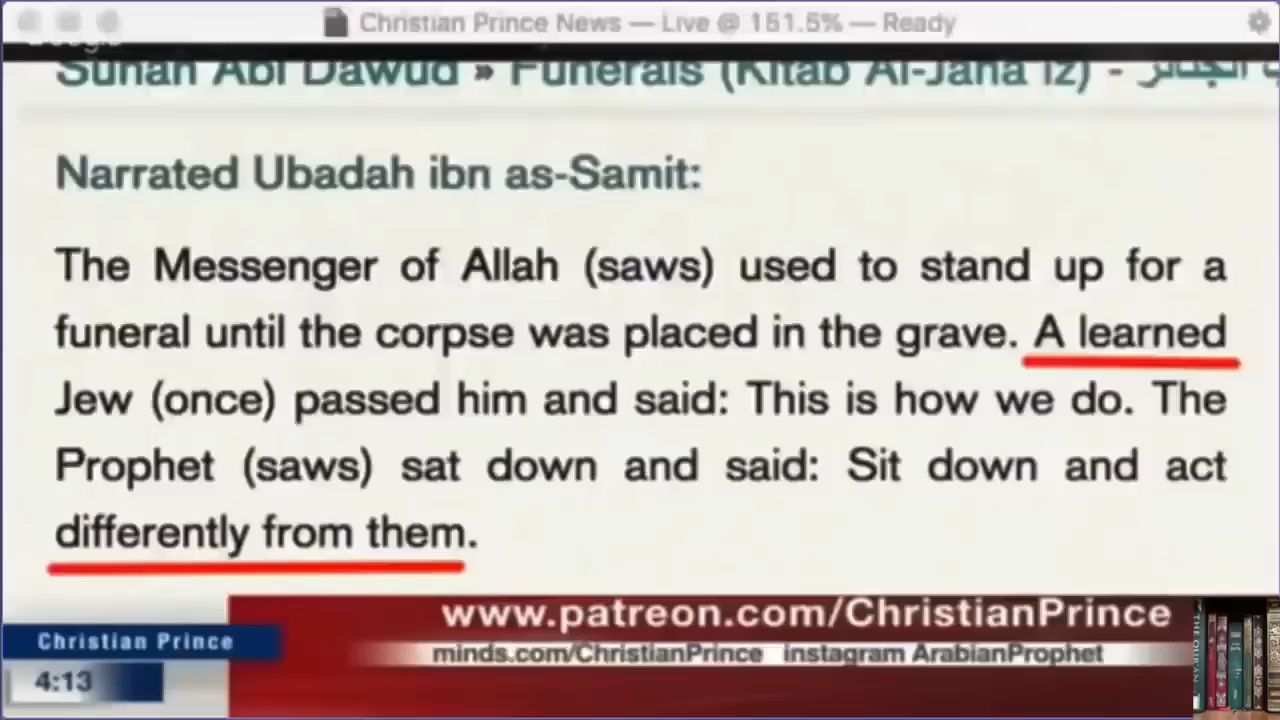 Christian Prince News — Live @ 151.5% — Ready
Google
Sunan Abi Dawud » Funerals (Kitab Al-Jana'iz) - كتاب الجنائز
Narrated Ubadah ibn as-Samit:
The Messenger of Allah (saws) used to stand up for a
funeral until the corpse was placed in the grave. A learned
Jew (once) passed him and said: This is how we do. The
Prophet (saws) sat down and said: Sit down and act
differently from them.
www.patreon.com/ChristianPrince
Christian Prince
minds.com/ChristianPrince instagram ArabianProphet
4:13